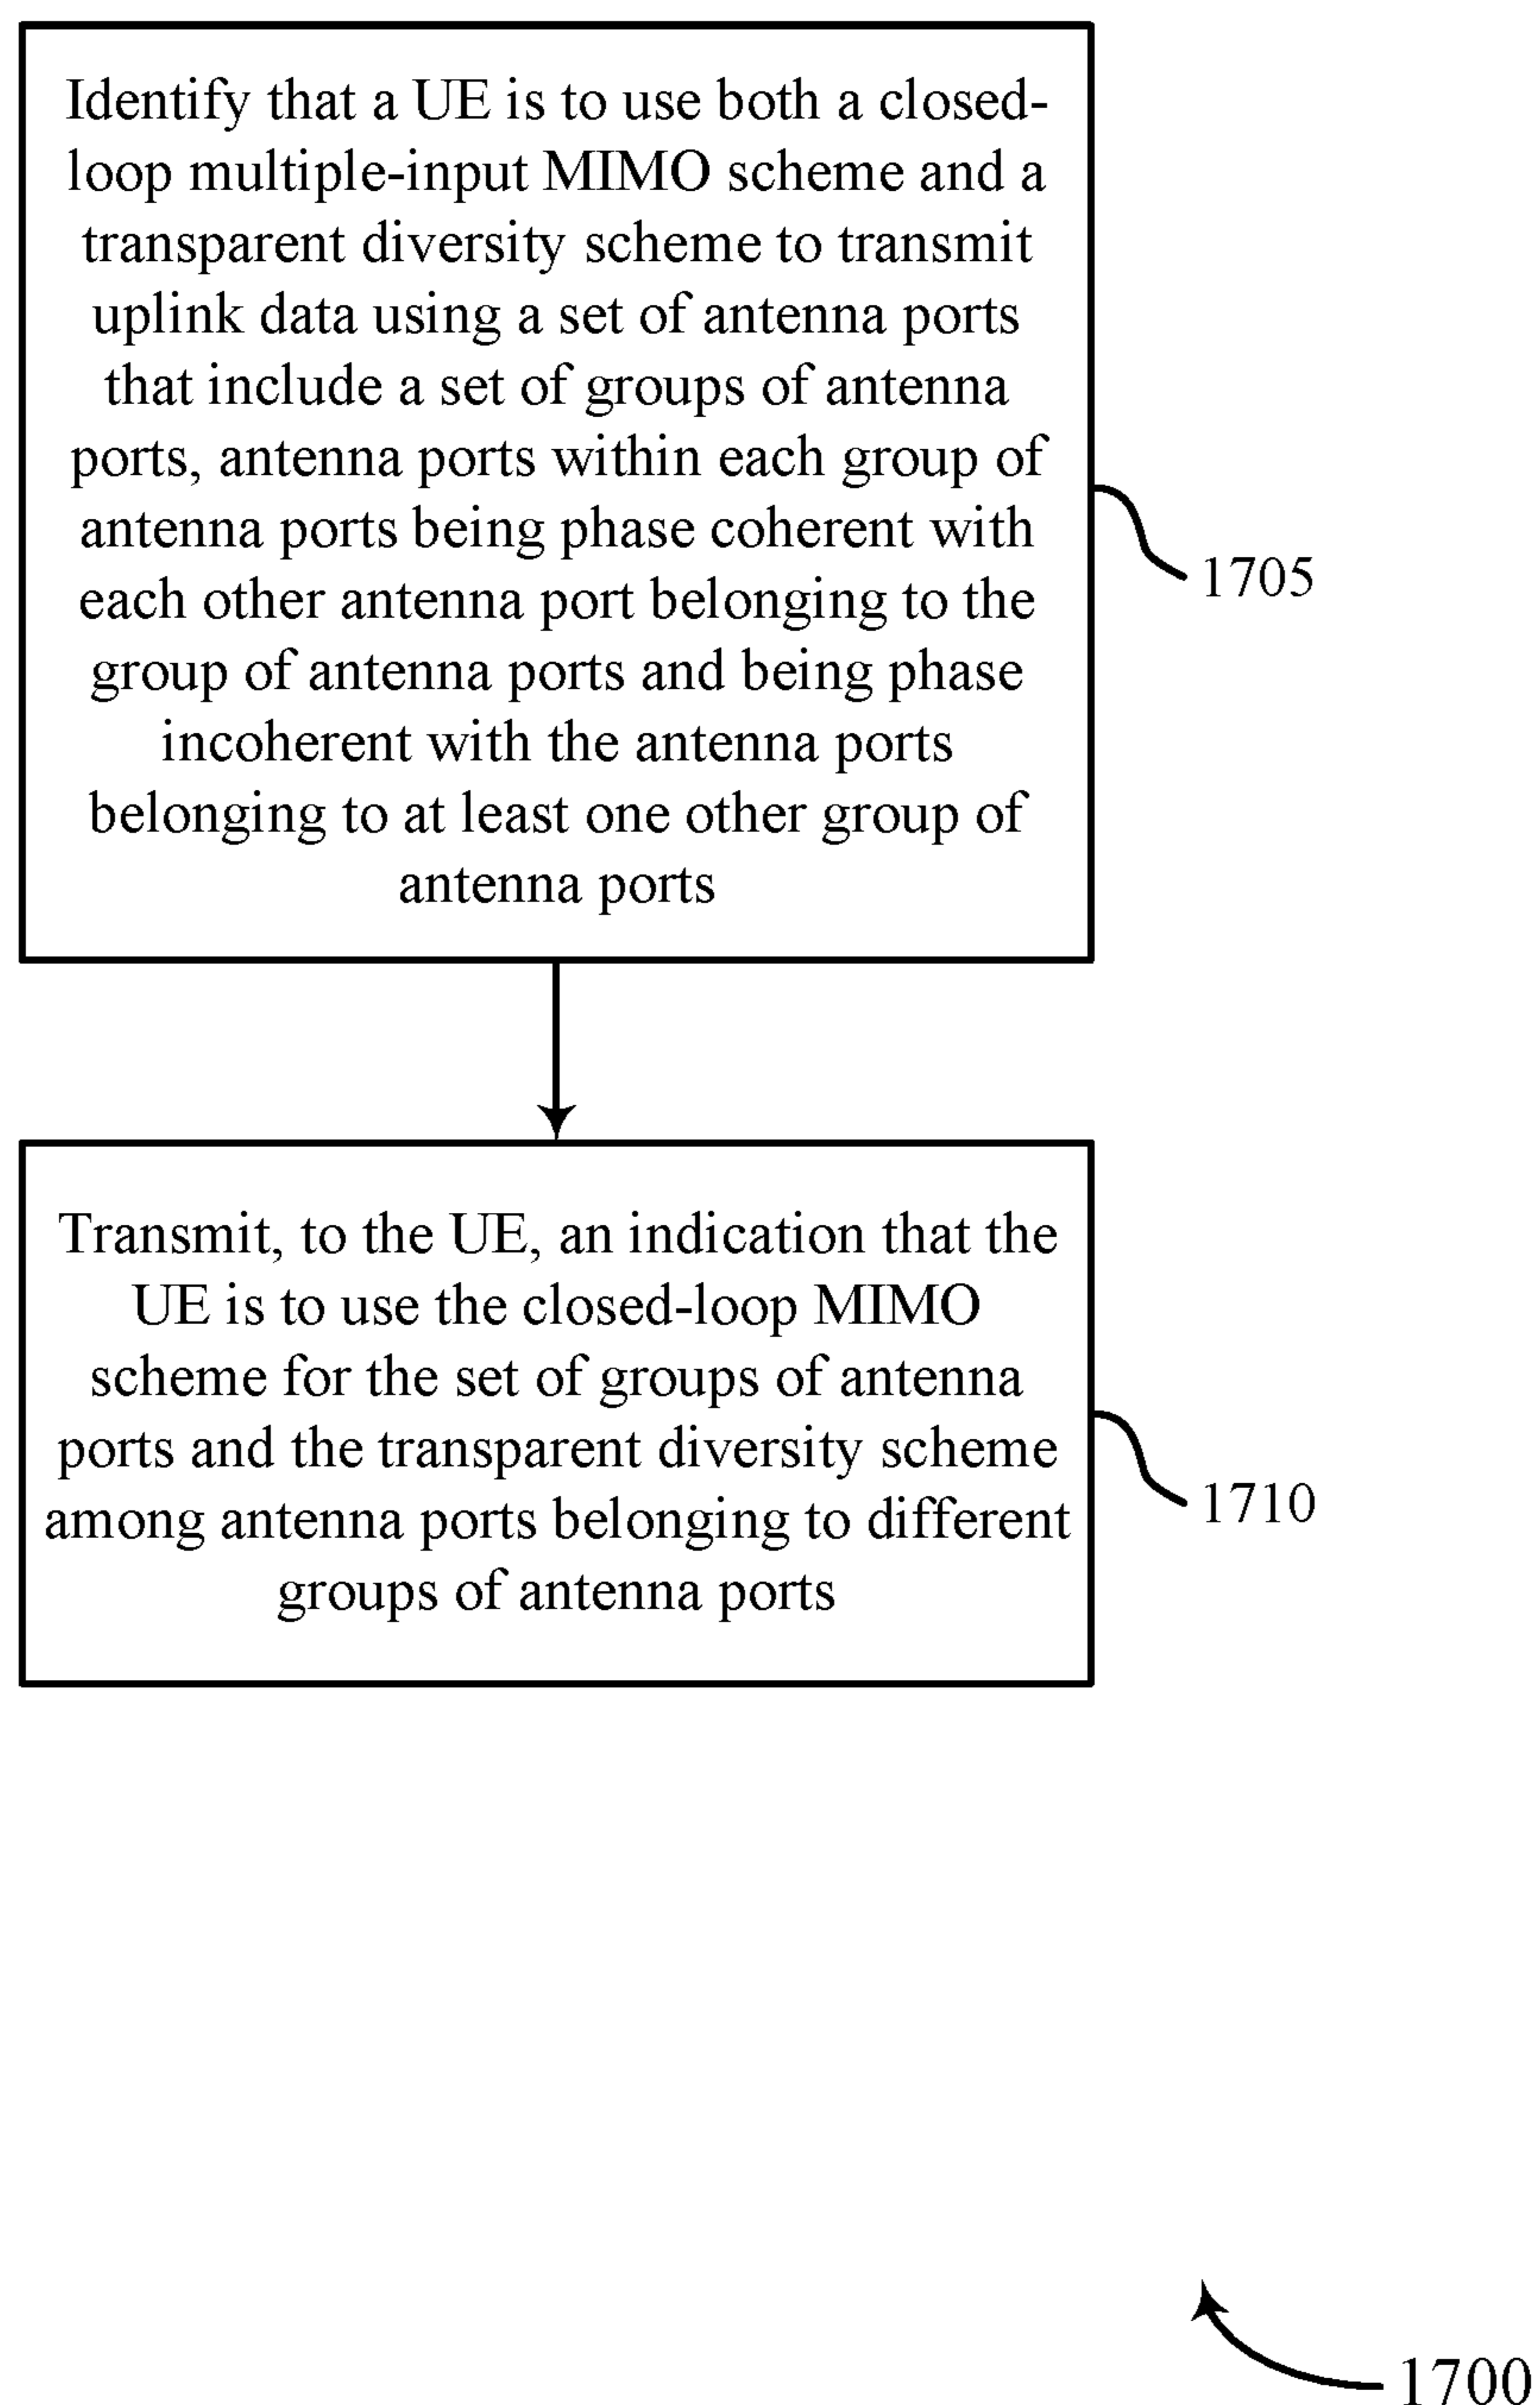 Identify that a UE is to use both a closed-
loop multiple-input MIMO scheme and a
transparent diversity scheme to transmit
uplink data using a set of antenna ports
that include a set of groups of antenna
ports, antenna ports within each group of
antenna ports being phase coherent with
each other antenna port belonging to the
group of antenna ports and being phase
incoherent with the antenna ports
belonging to at least one other group of
antenna ports
1705
Transmit, to the UE, an indication that the
UE is to use the closed-loop MIMO
scheme for the set of groups of antenna
ports and the transparent diversity scheme
among antenna ports belonging to different
groups of antenna ports
1710
1700